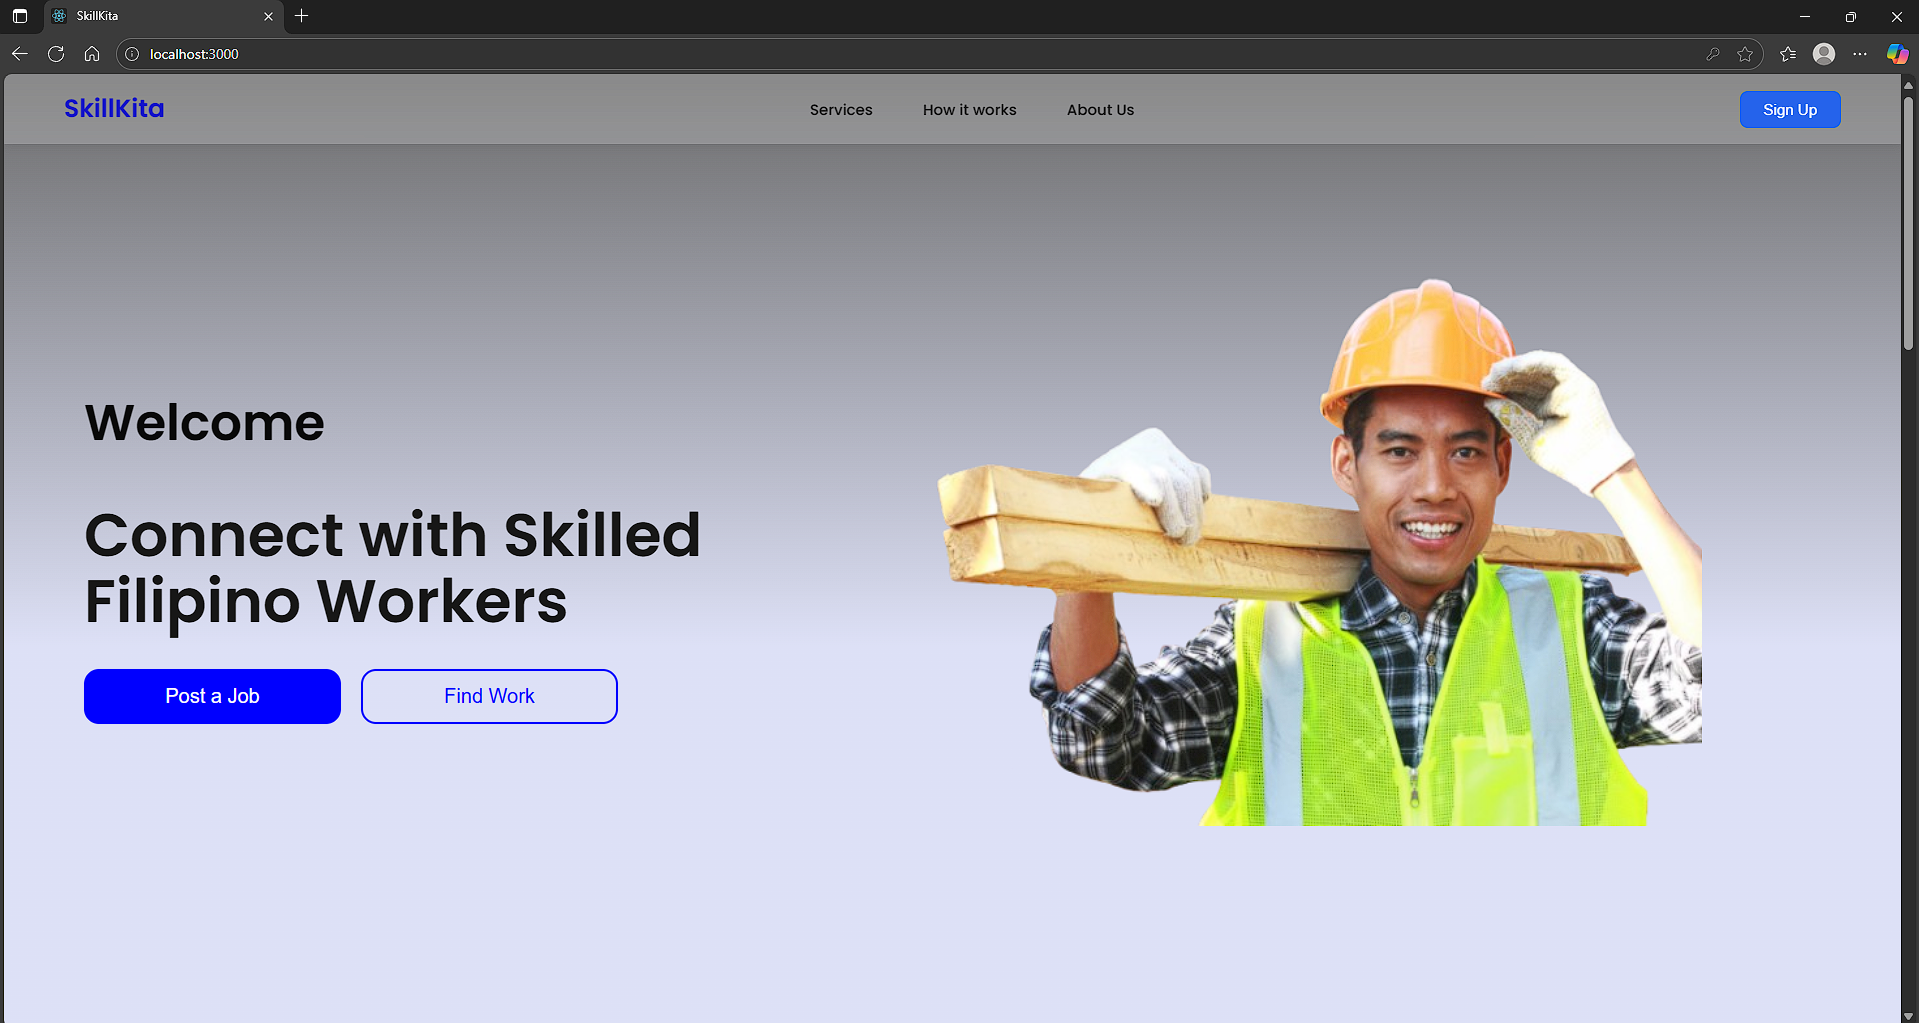 SkillKita
localhost:3000
SkillKita
Services
How it works
About Us
Sign Up
Welcome
Connect with Skilled
Filipino Workers
Post a Job
Find Work